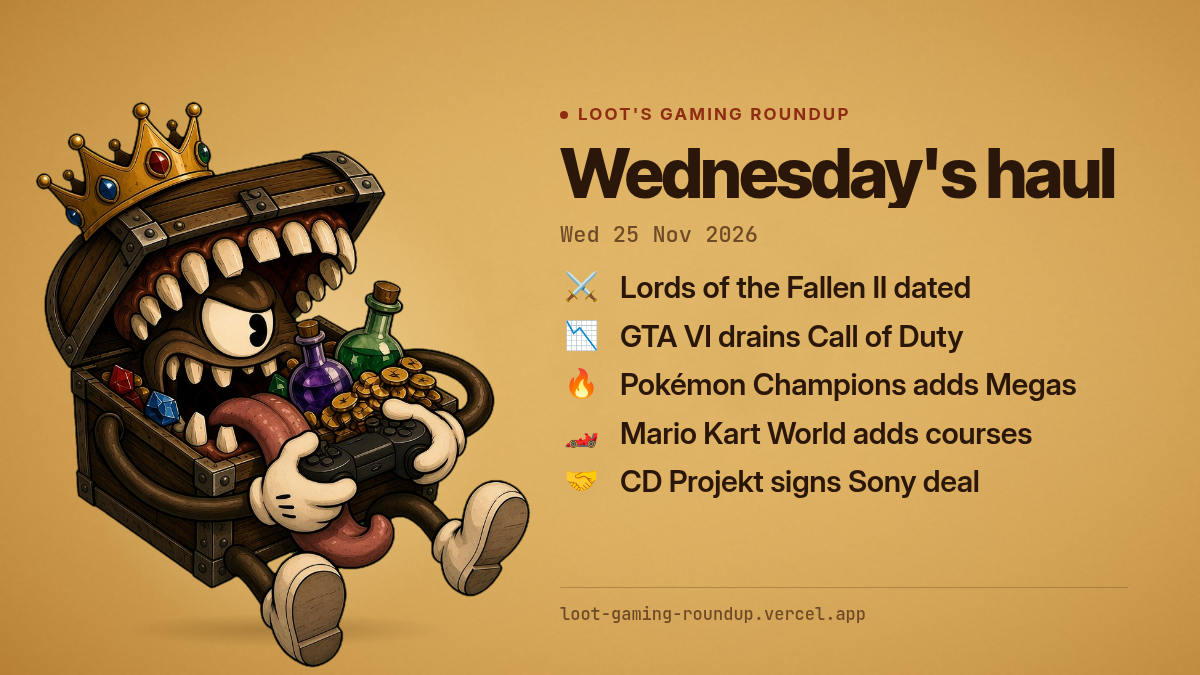 LOOT'S GAMING ROUNDUP
Wednesday's haul
Wed 25 Nov 2026
Lords of the Fallen II dated
GTA VI drains Call of Duty
Pokémon Champions adds Megas
Mario Kart World adds courses
CD Projekt signs Sony deal
loot-gaming-roundup.vercel.app